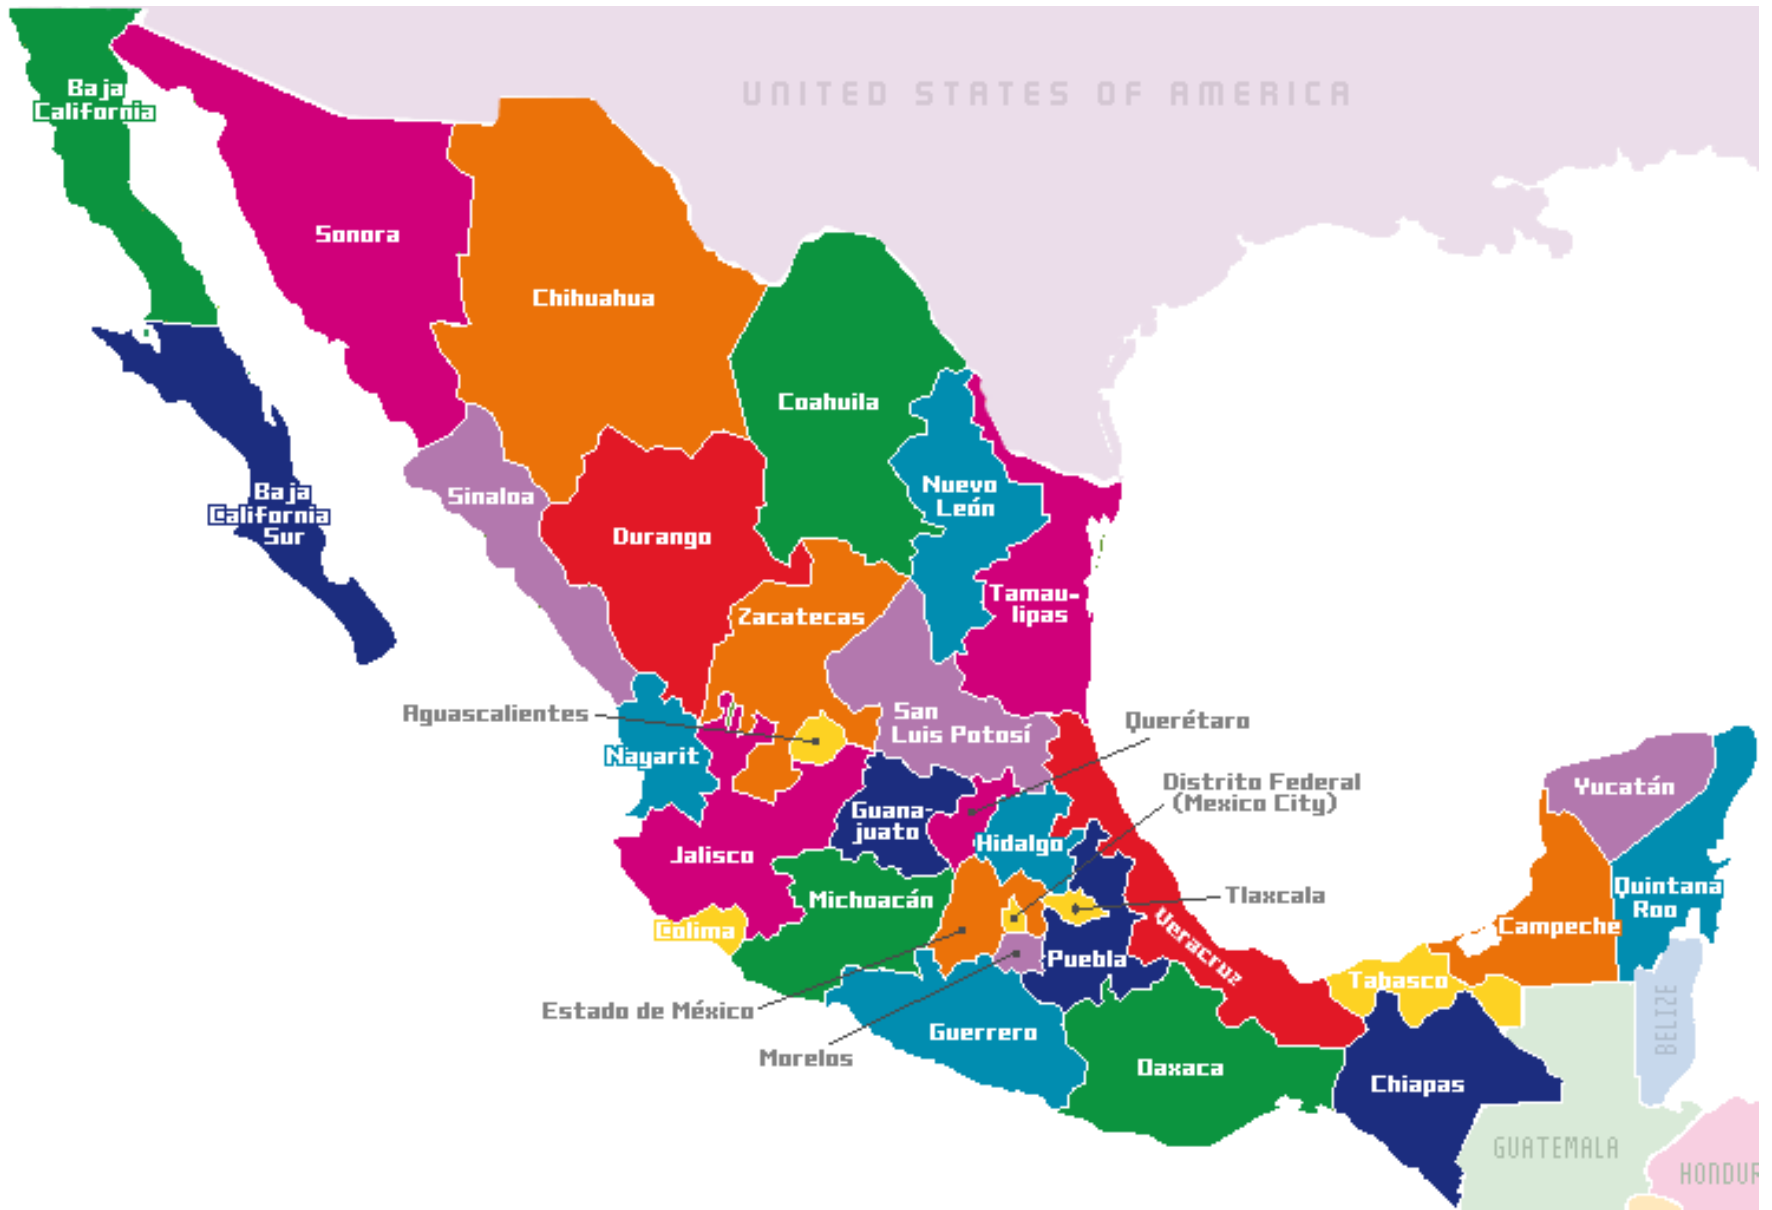 UNITED STATES OF AMERICA
Baja
California
Sonora
Chihuahua
Coahuila
Baja
California
Sur
Sinaloa
Durango
Nuevo
León
Tamau-
lipas
Zacatecas
Aguascalientes
San
Luis Potosí
Querétaro
Nayarit
Distrito Federal
(Mexico City)
Yucatán
Guana-
juato
Hidalgo
Jalisco
Michoacán
Tlaxcala
Quintana
Roo
Colima
Veracruz
Campeche
Puebla
Tabasco
Estado de México
Guerrero
Morelos
Oaxaca
Chiapas
BELIZE
GUATEMALA
HONDUR